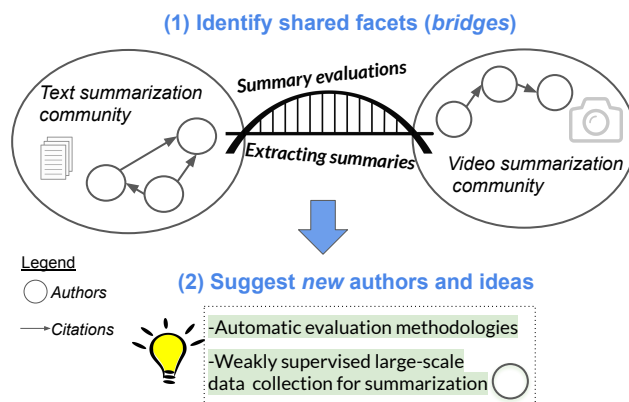 (1) Identify shared facets (bridges)
Summary evaluations
Text summarization
community
Extracting summaries
Video summarization
community
Legend
Authors
Citations
(2) Suggest new authors and ideas
-Automatic evaluation methodologies
-Weakly supervised large-scale
data collection for summarization